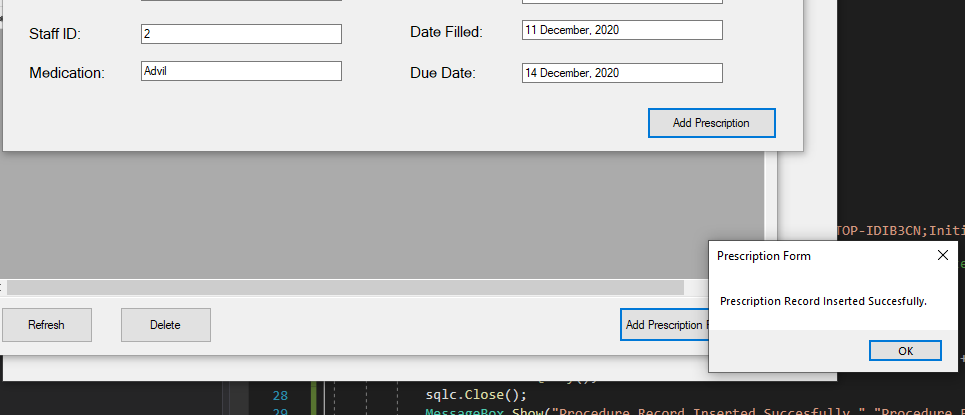 Staff ID:
2
Date Filled:
11 December, 2020
Medication:
Advil
Due Date:
14 December, 2020
Add Prescription
TOP-IDIB3CN;Initi
Prescription Form
Prescription Record Inserted Succesfully.
Refresh
Delete
Add Prescription
OK
28
sqlc.Close();
29
MessageBox.Show("Procedure Record Inserted Succesfully."